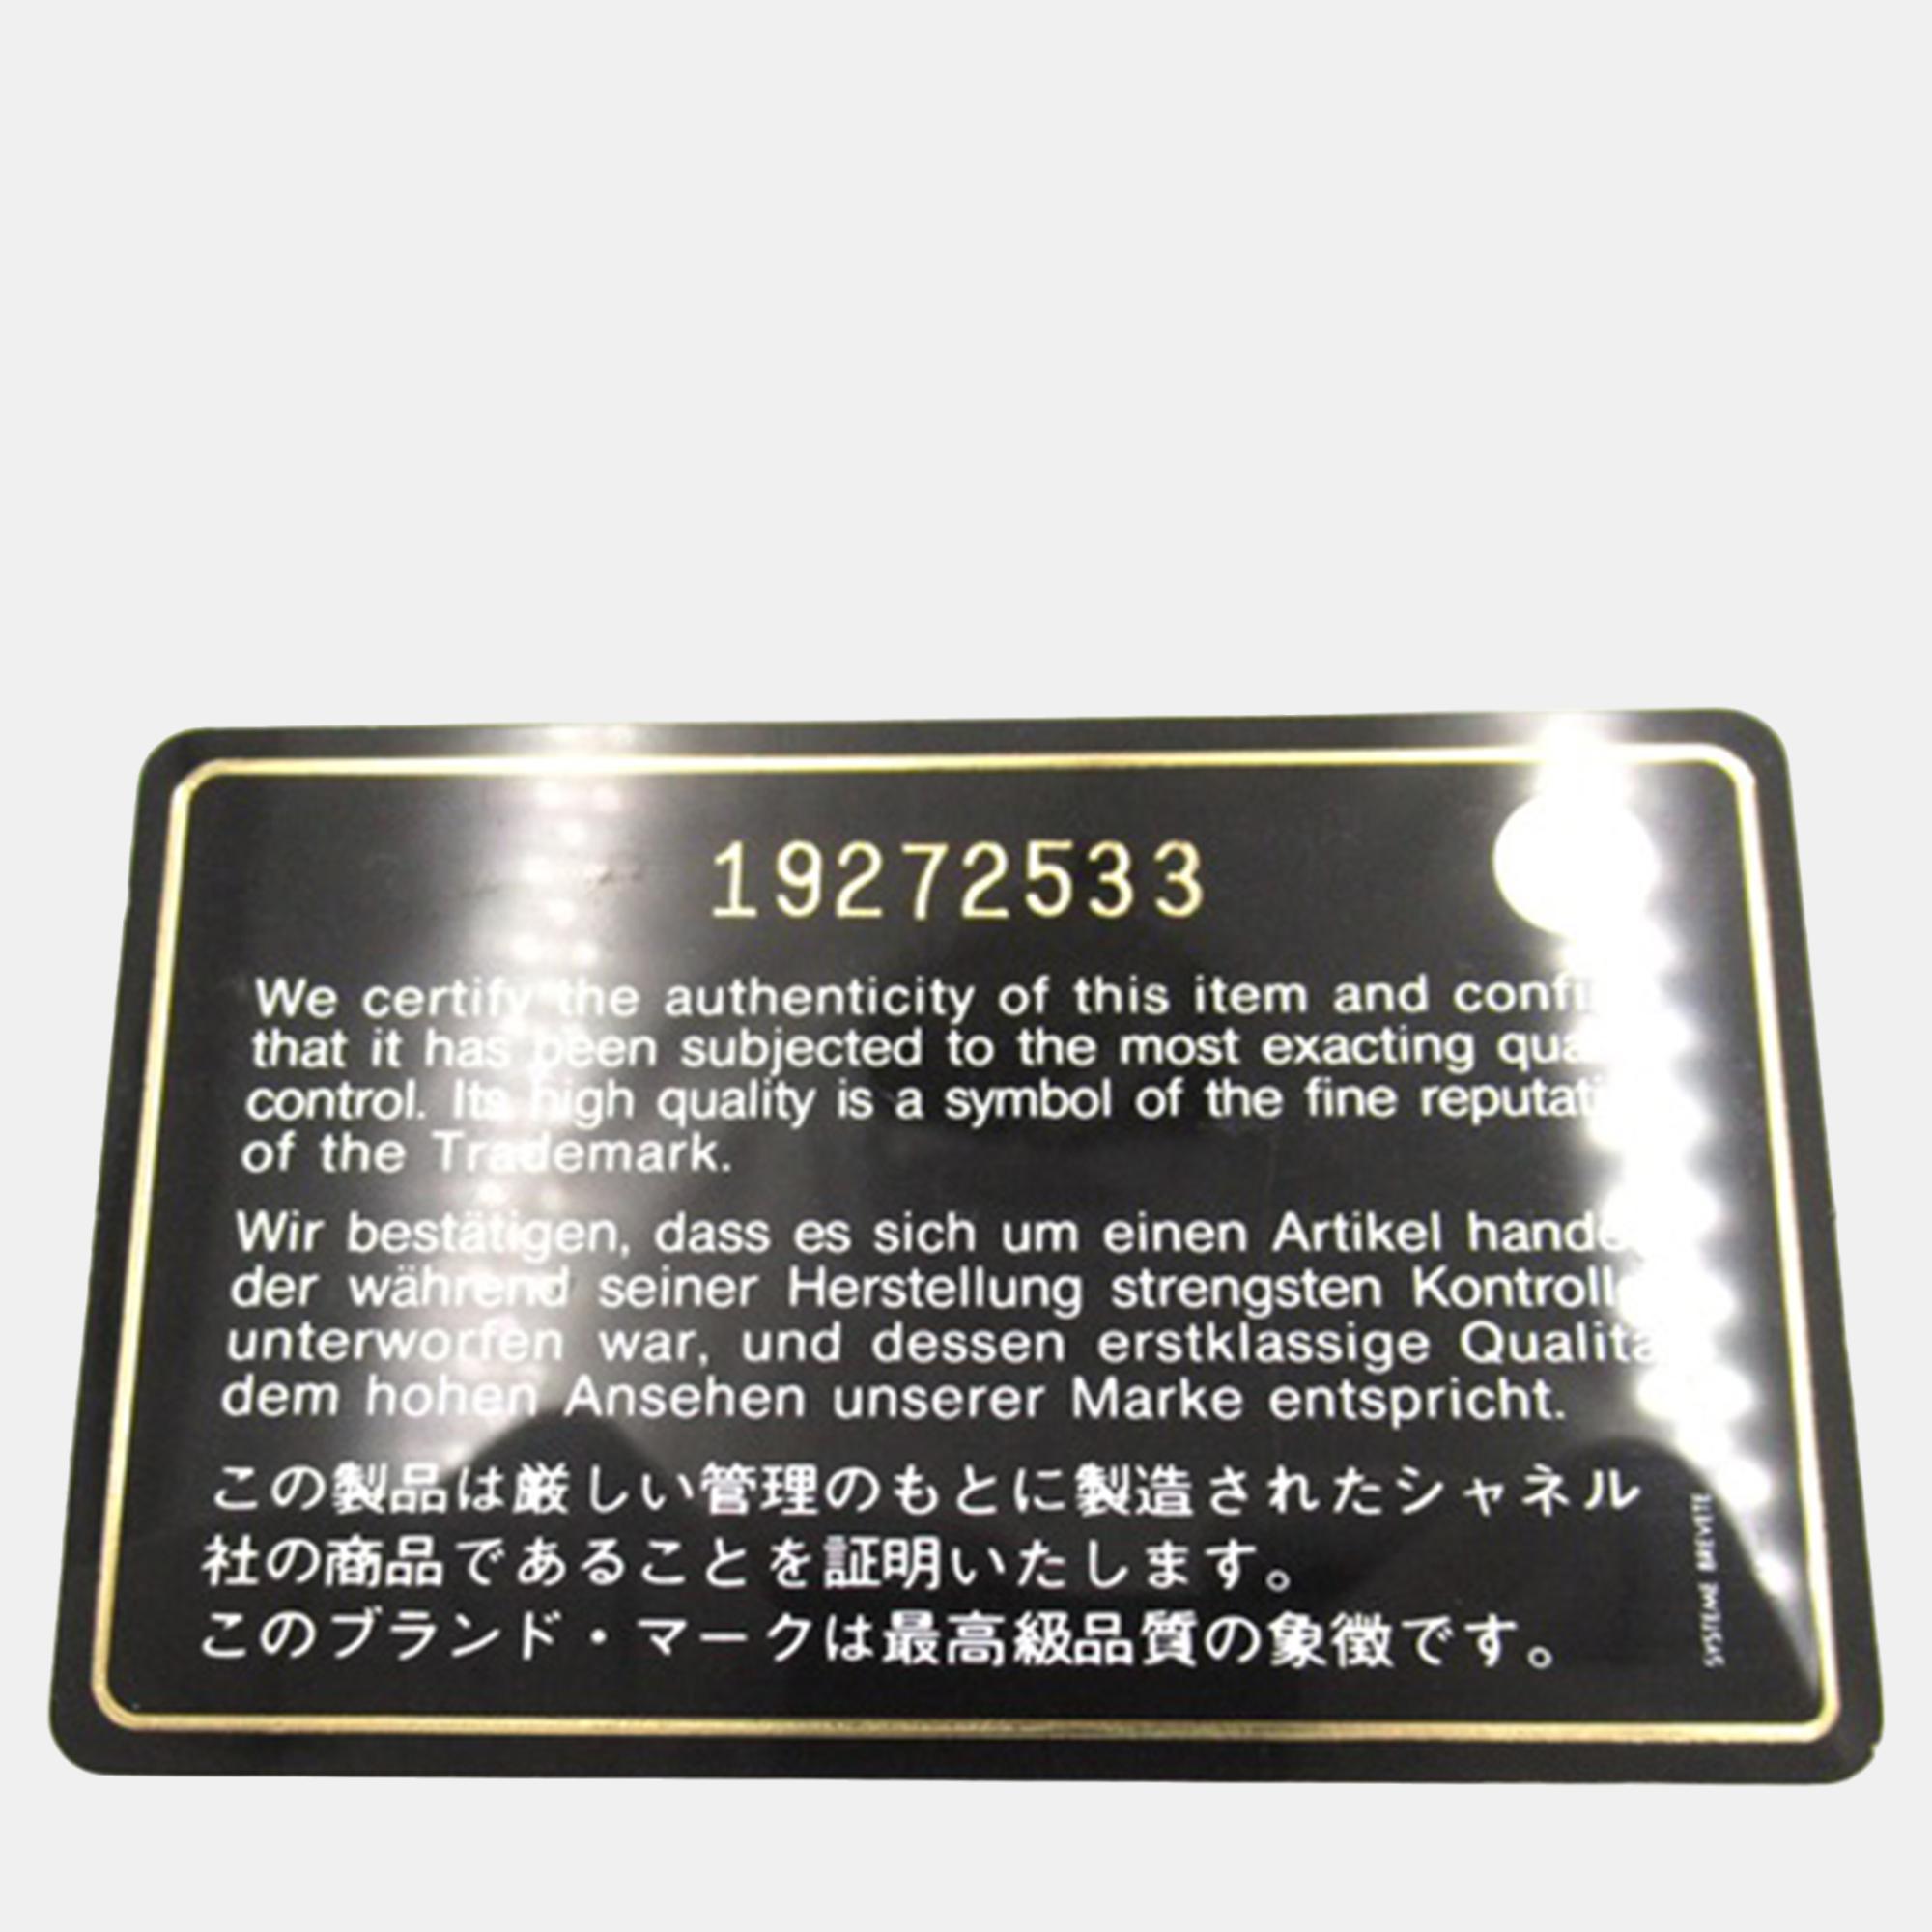 19272533
We certify the authenticity of this item and
that it has been subjected to the most exacting
control. Its high quality is a symbol of the fine
of the Trademark.
Wir bestätigen, dass es sich um einen Artikel
der während seiner Herstellung strengsten
unterworfen war, und dessen erstklassige
dem hohen Ansehen unserer Marke entspricht.
この製品は厳しい管理のもとに製造されたシャネル
社の商品であることを証明いたします。
このブランド・マークは最高級品質の象徴です。
SYSTEME BREVETE